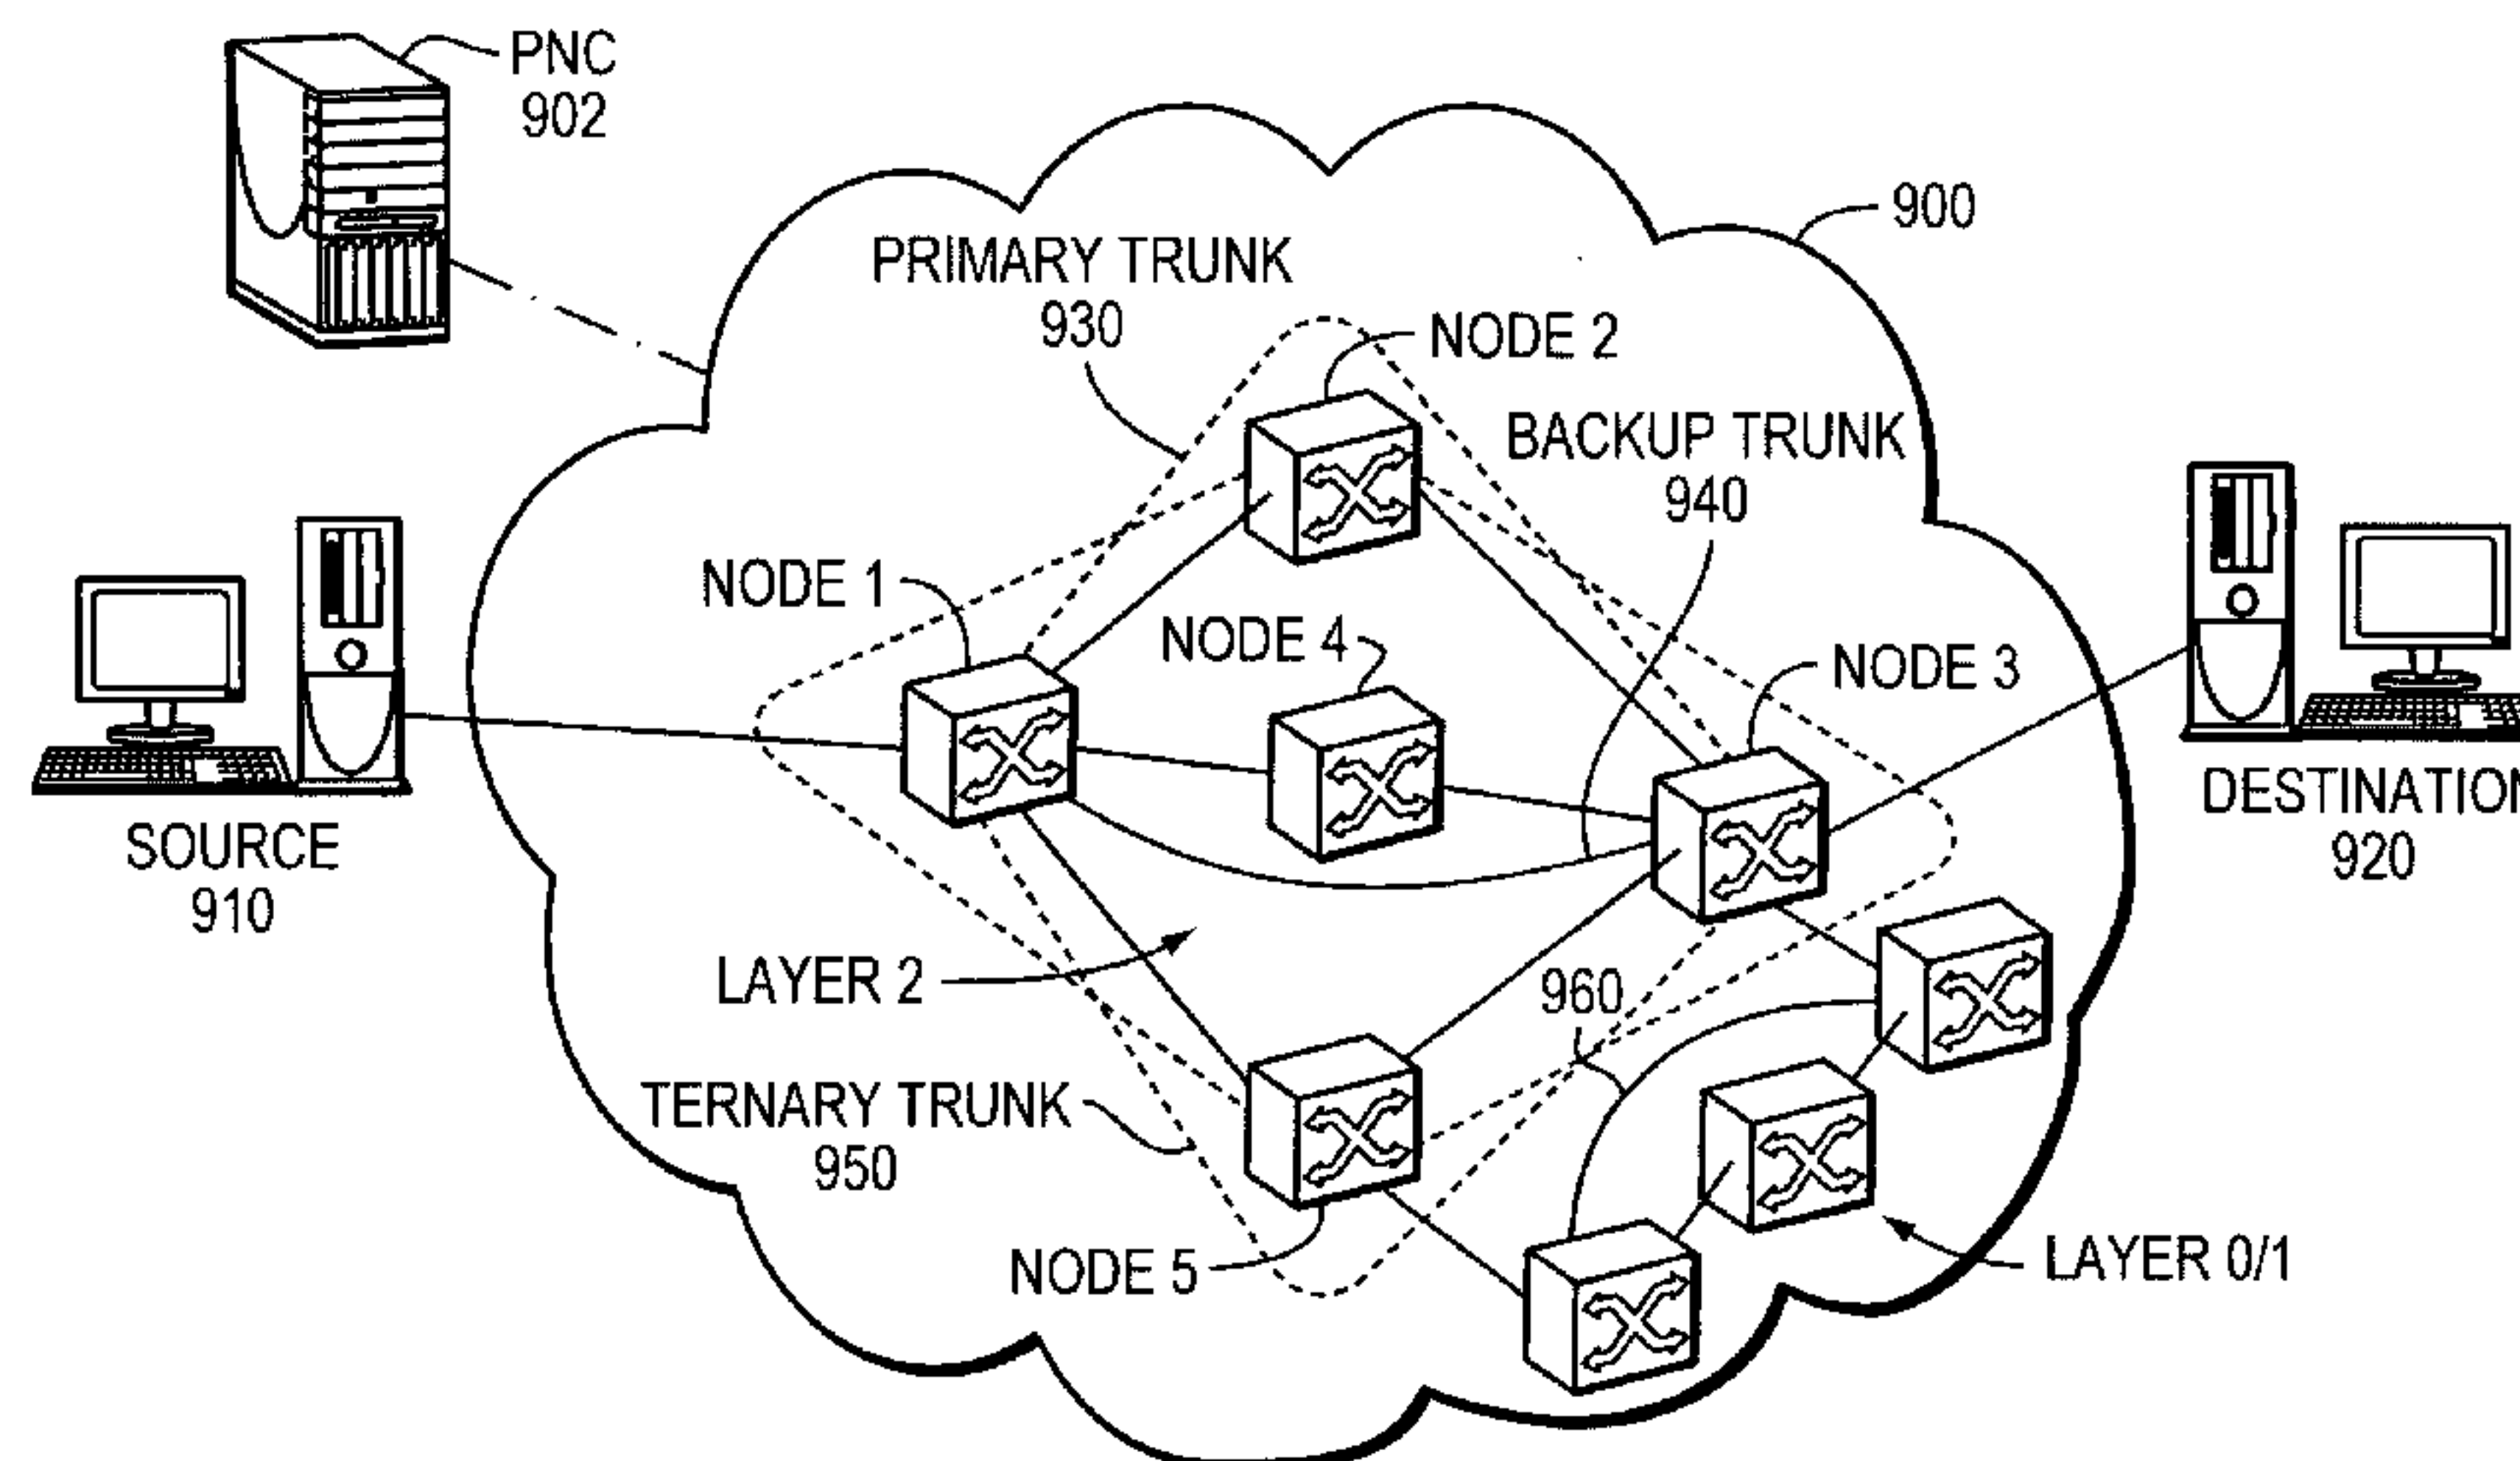 PNC
902
900
PRIMARY TRUNK
930
NODE 2
BACKUP TRUNK
940
NODE 1
NODE 4
NODE 3
SOURCE
910
DESTINATION
920
LAYER 2
960
TERNARY TRUNK
950
NODE 5
LAYER 0/1